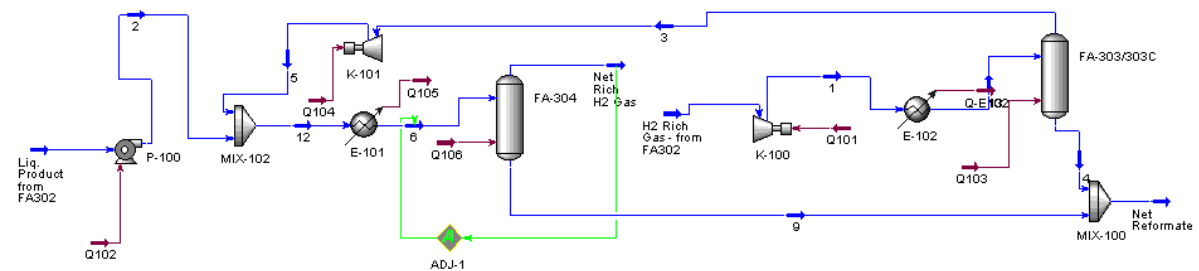 2
3
K-101
5
Q104
Q105
Net
Rich
H2 Gas
FA-304
FA-303/303C
1
H2 Rich
Gas - from
FA302
K-100
Q101
E-102
MIX-102
12
E-101
6
Q106
P-100
Liq.
Product
from
FA302
Q102
Q103
4
9
MIX-100
Net
Reformate
A
ADJ-1